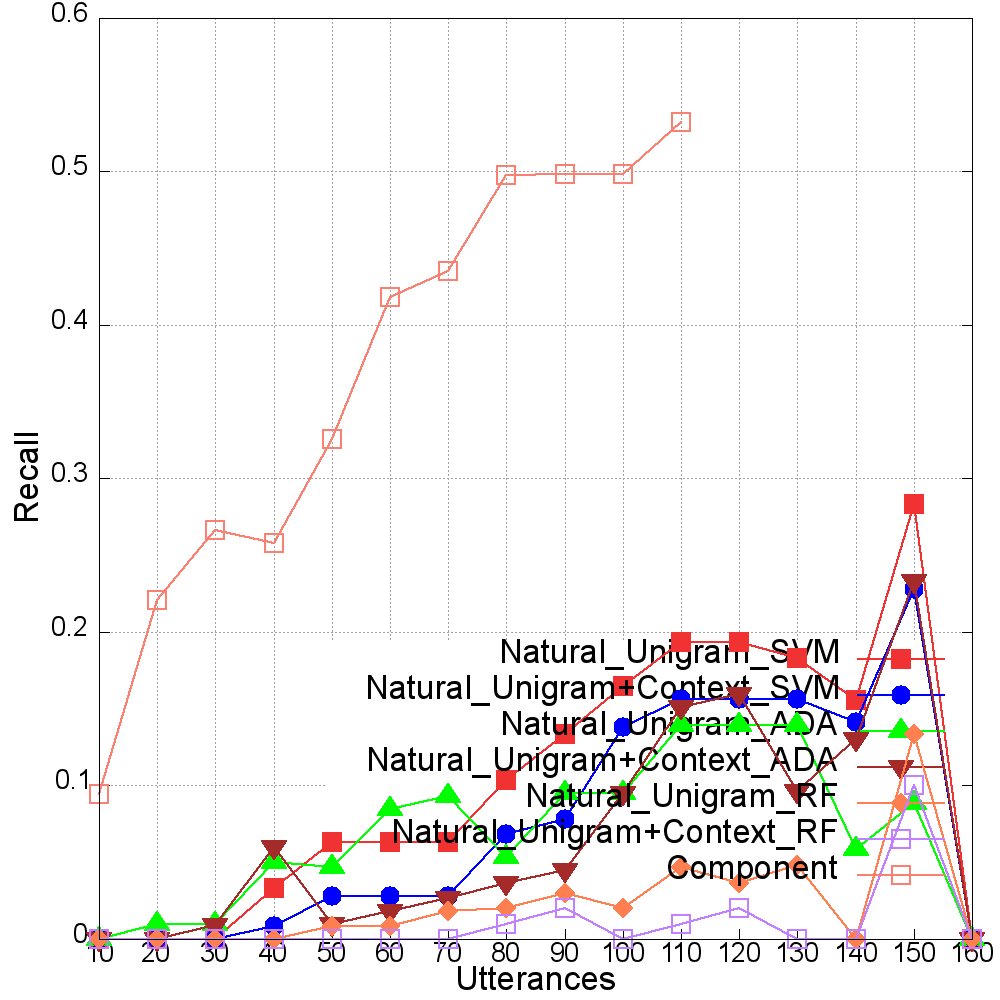 0.6
0.5
0.4
0.3
0.2
0.1
0
Recall
Natural_Unigram_SVM
Natural_Unigram+Context_SVM
Natural_Unigram_ADA
Natural_Unigram+Context_ADA
Natural_Unigram_RF
Natural_Unigram+Context_RF
Component
10 20 30 40 50 60 70 80 90 100 110 120 130 140 150 160
Utterances